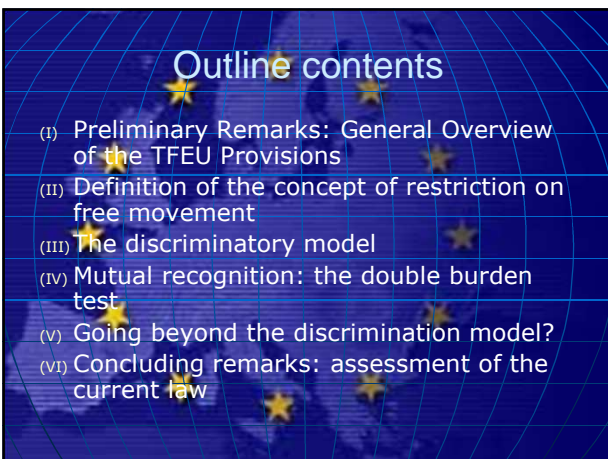 Outline contents
(I) Preliminary Remarks: General Overview
of the TFEU Provisions
(II) Definition of the concept of restriction on
free movement
(III) The discriminatory model
(IV) Mutual recognition: the double burden
test
(V) Going beyond the discrimination model?
(VI) Concluding remarks: assessment of the
current law